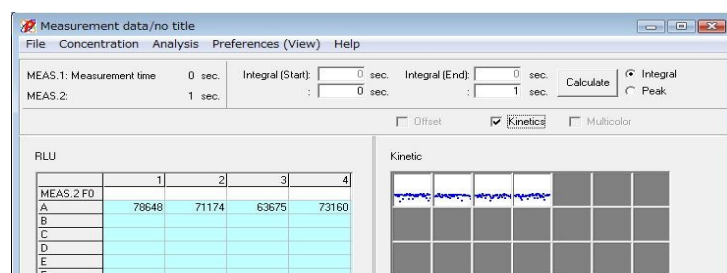 Measurement data/no title
File Concentration Analysis Preferences (View) Help
MEAS.1: Measurement time 0 sec. Integral (Start): 0 sec. Integral (End): 0 sec. Calculate Integral
MEAS.2: 1 sec. : 0 sec. : 1 sec. Peak
Offset Kinetics Multicolor
RLU Kinetic
1 2 3 4
MEAS.2 F0
A 78648 71174 63675 73160
B
C
D
E